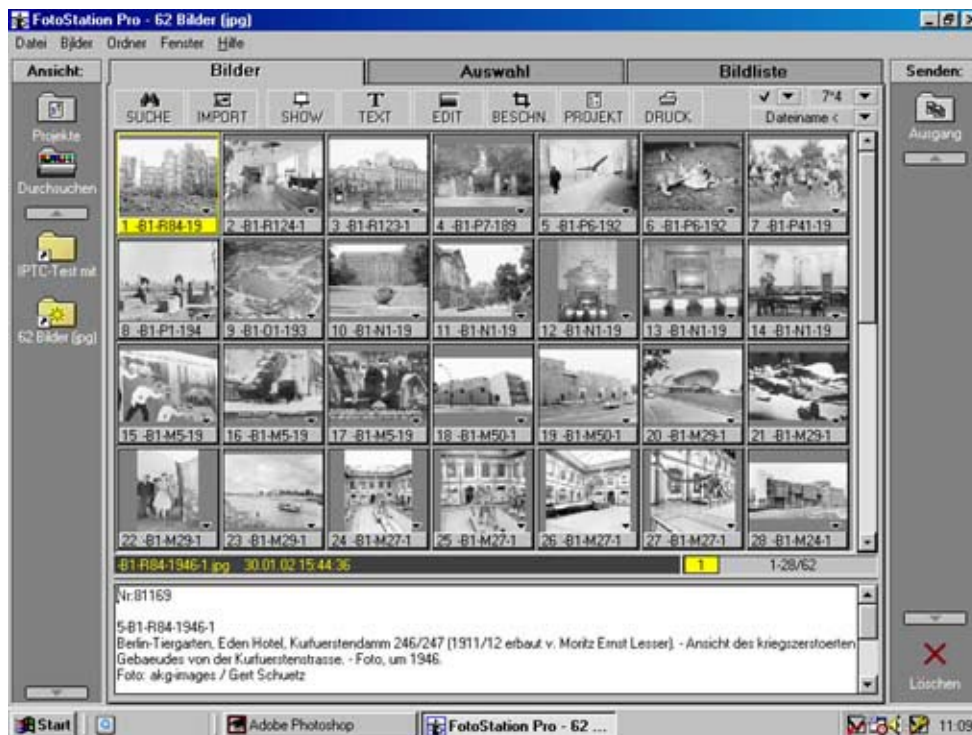 FotoStation Pro - 62 Bilder (jpg)
Datei Bilder Ordner Fenster Hilfe
Ansicht: Bilder Auswahl Bildliste Senden:
SUCHE IMPORT SHOW TEXT EDIT BESCHN. PROJEKT DRUCK
7*4
Dateiname <
Projekte
Durchsuchen
IPTC-Test mit
62 Bilder (jpg)
Ausgang
1 -B1-R84-19 2 -B1-R124-1 3 -B1-R123-1 4 -B1-P7-189 5 -B1-P6-192 6 -B1-P6-192 7 -B1-P41-19
8 -B1-P1-194 9 -B1-O1-193 10 -B1-N1-19 11 -B1-N1-19 12 -B1-N1-19 13 -B1-N1-19 14 -B1-N1-19
15 -B1-M5-19 16 -B1-M5-19 17 -B1-M5-19 18 -B1-M50-1 19 -B1-M50-1 20 -B1-M29-1 21 -B1-M29-1
22 -B1-M29-1 23 -B1-M29-1 24 -B1-M27-1 25 -B1-M27-1 26 -B1-M27-1 27 -B1-M27-1 28 -B1-M24-1
-B1-R84-1946-1.jpg 30.01.02 15:44:36 1 1-28/62
Nr:81169
5-B1-R84-1946-1
Berlin-Tiergarten, Eden Hotel, Kurfuerstendamm 246/247 (1911/12 erbaut v. Moritz Ernst Lesser). - Ansicht des kriegszerstoerten
Gebaeudes von der Kurfuerstenstrasse. - Foto, um 1946.
Foto: akg-images / Gert Schuetz
Löschen
Start Adobe Photoshop FotoStation Pro - 62 ... 11:09